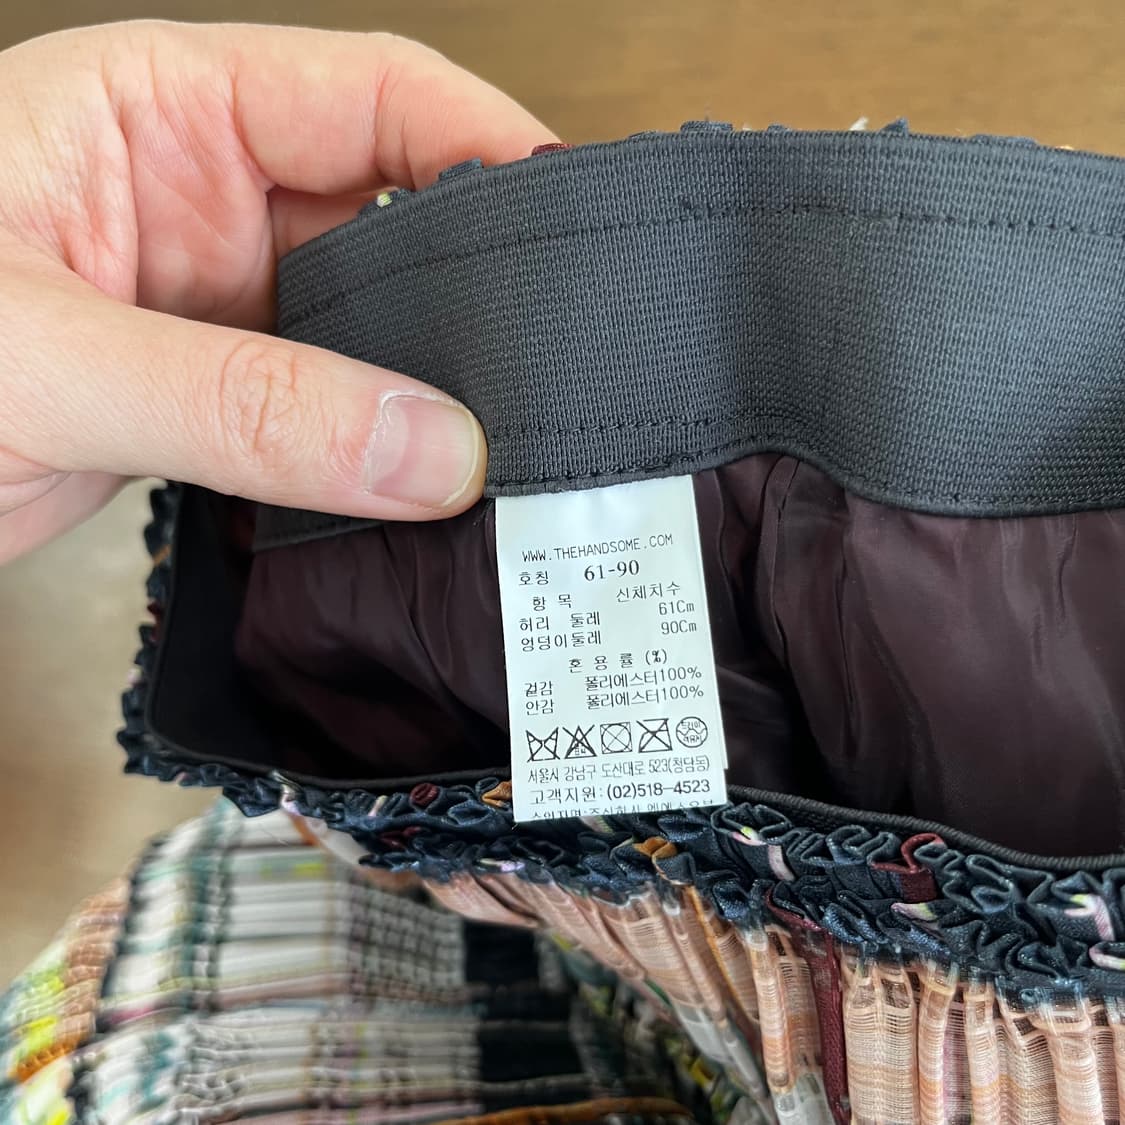 WWW.THEHANDSOME.COM
호칭 61-90
항 목 신체치수
허리 둘레 61Cm
엉덩이둘레 90Cm
혼 용 률 (%)
겉감 폴리에스터100%
안감 폴리에스터100%
서울시 강남구 도산대로 523(청담동)
고객지원:(02)518-4523